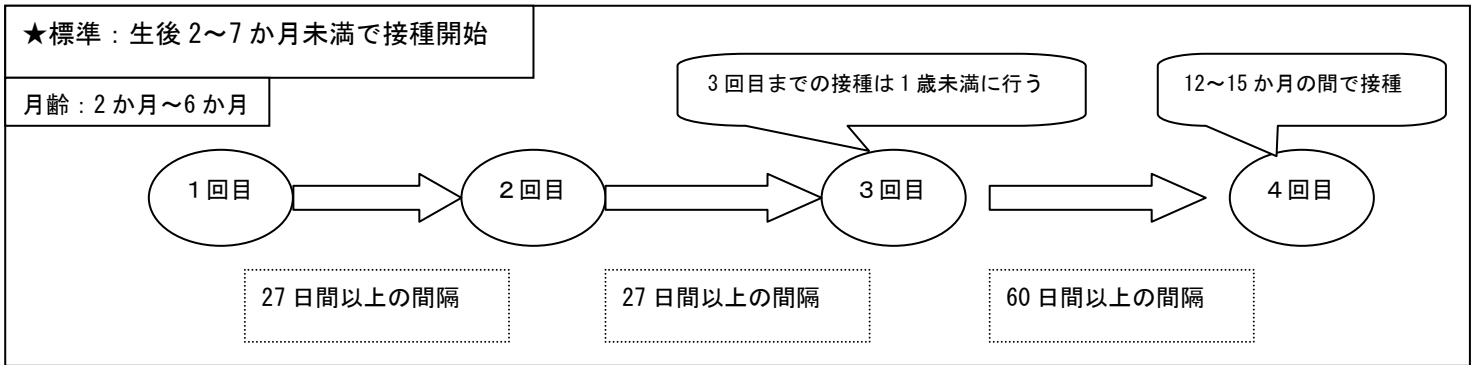 ★標準：生後2～7か月未満で接種開始
月齢：2か月～6か月
3回目までの接種は1歳未満に行う
12～15か月の間で接種
1回目
2回目
3回目
4回目
27日間以上の間隔
27日間以上の間隔
60日間以上の間隔